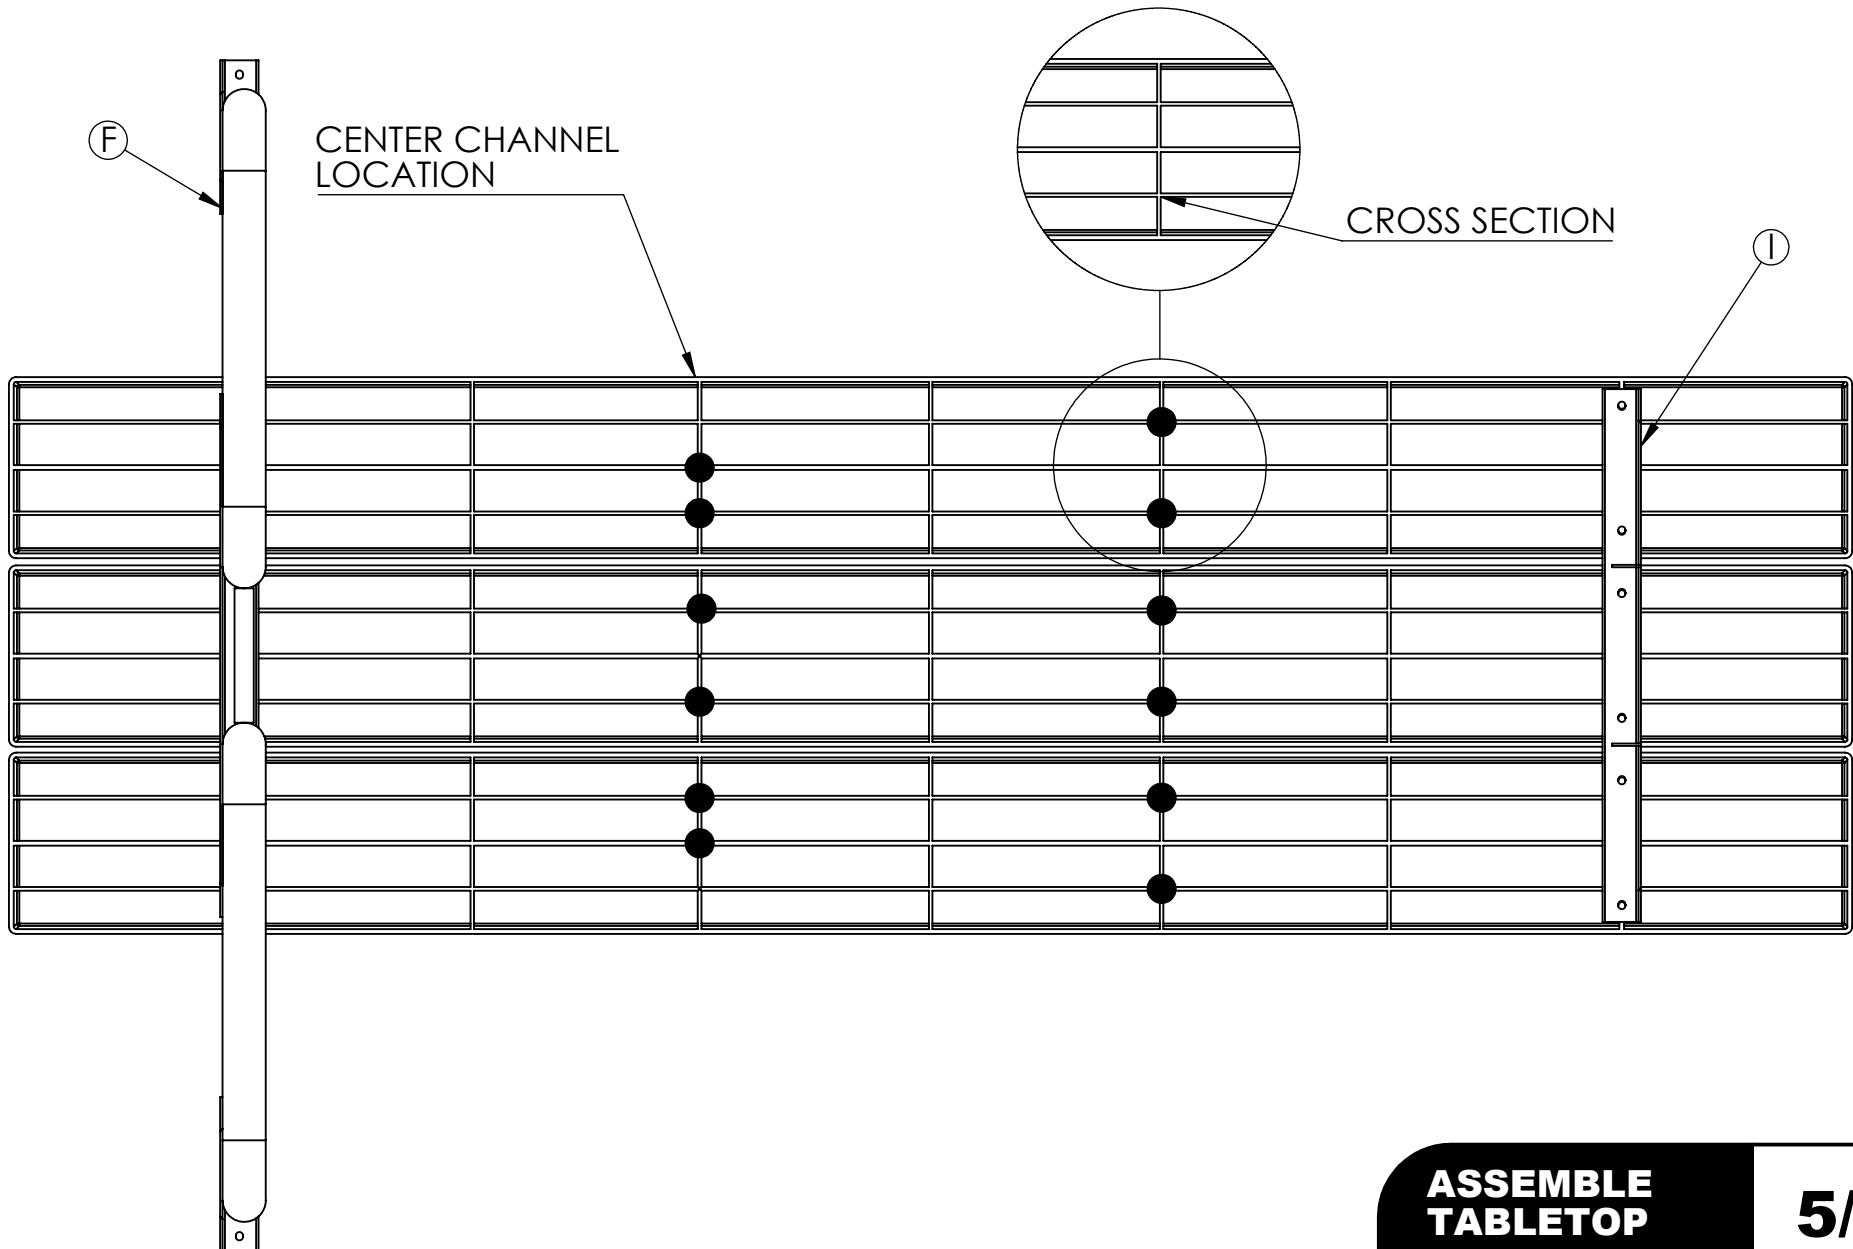 F
CENTER CHANNEL
LOCATION
CROSS SECTION
I
ASSEMBLE
TABLETOP
5/